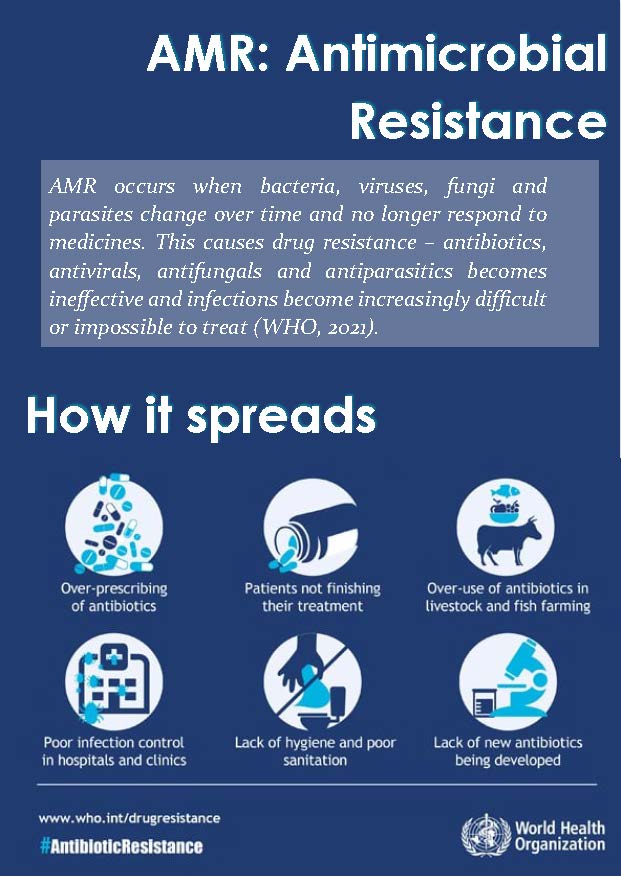 AMR: Antimicrobial
Resistance
AMR occurs when bacteria, viruses, fungi and
parasites change over time and no longer respond to
medicines. This causes drug resistance – antibiotics,
antivirals, antifungals and antiparasitics becomes
ineffective and infections become increasingly difficult
or impossible to treat (WHO, 2021).
How it spreads
Over-prescribing
of antibiotics
Patients not finishing
their treatment
Over-use of antibiotics in
livestock and fish farming
Poor infection control
in hospitals and clinics
Lack of hygiene and poor
sanitation
Lack of new antibiotics
being developed
www.who.int/drugresistance
#AntibioticResistance
World Health
Organization